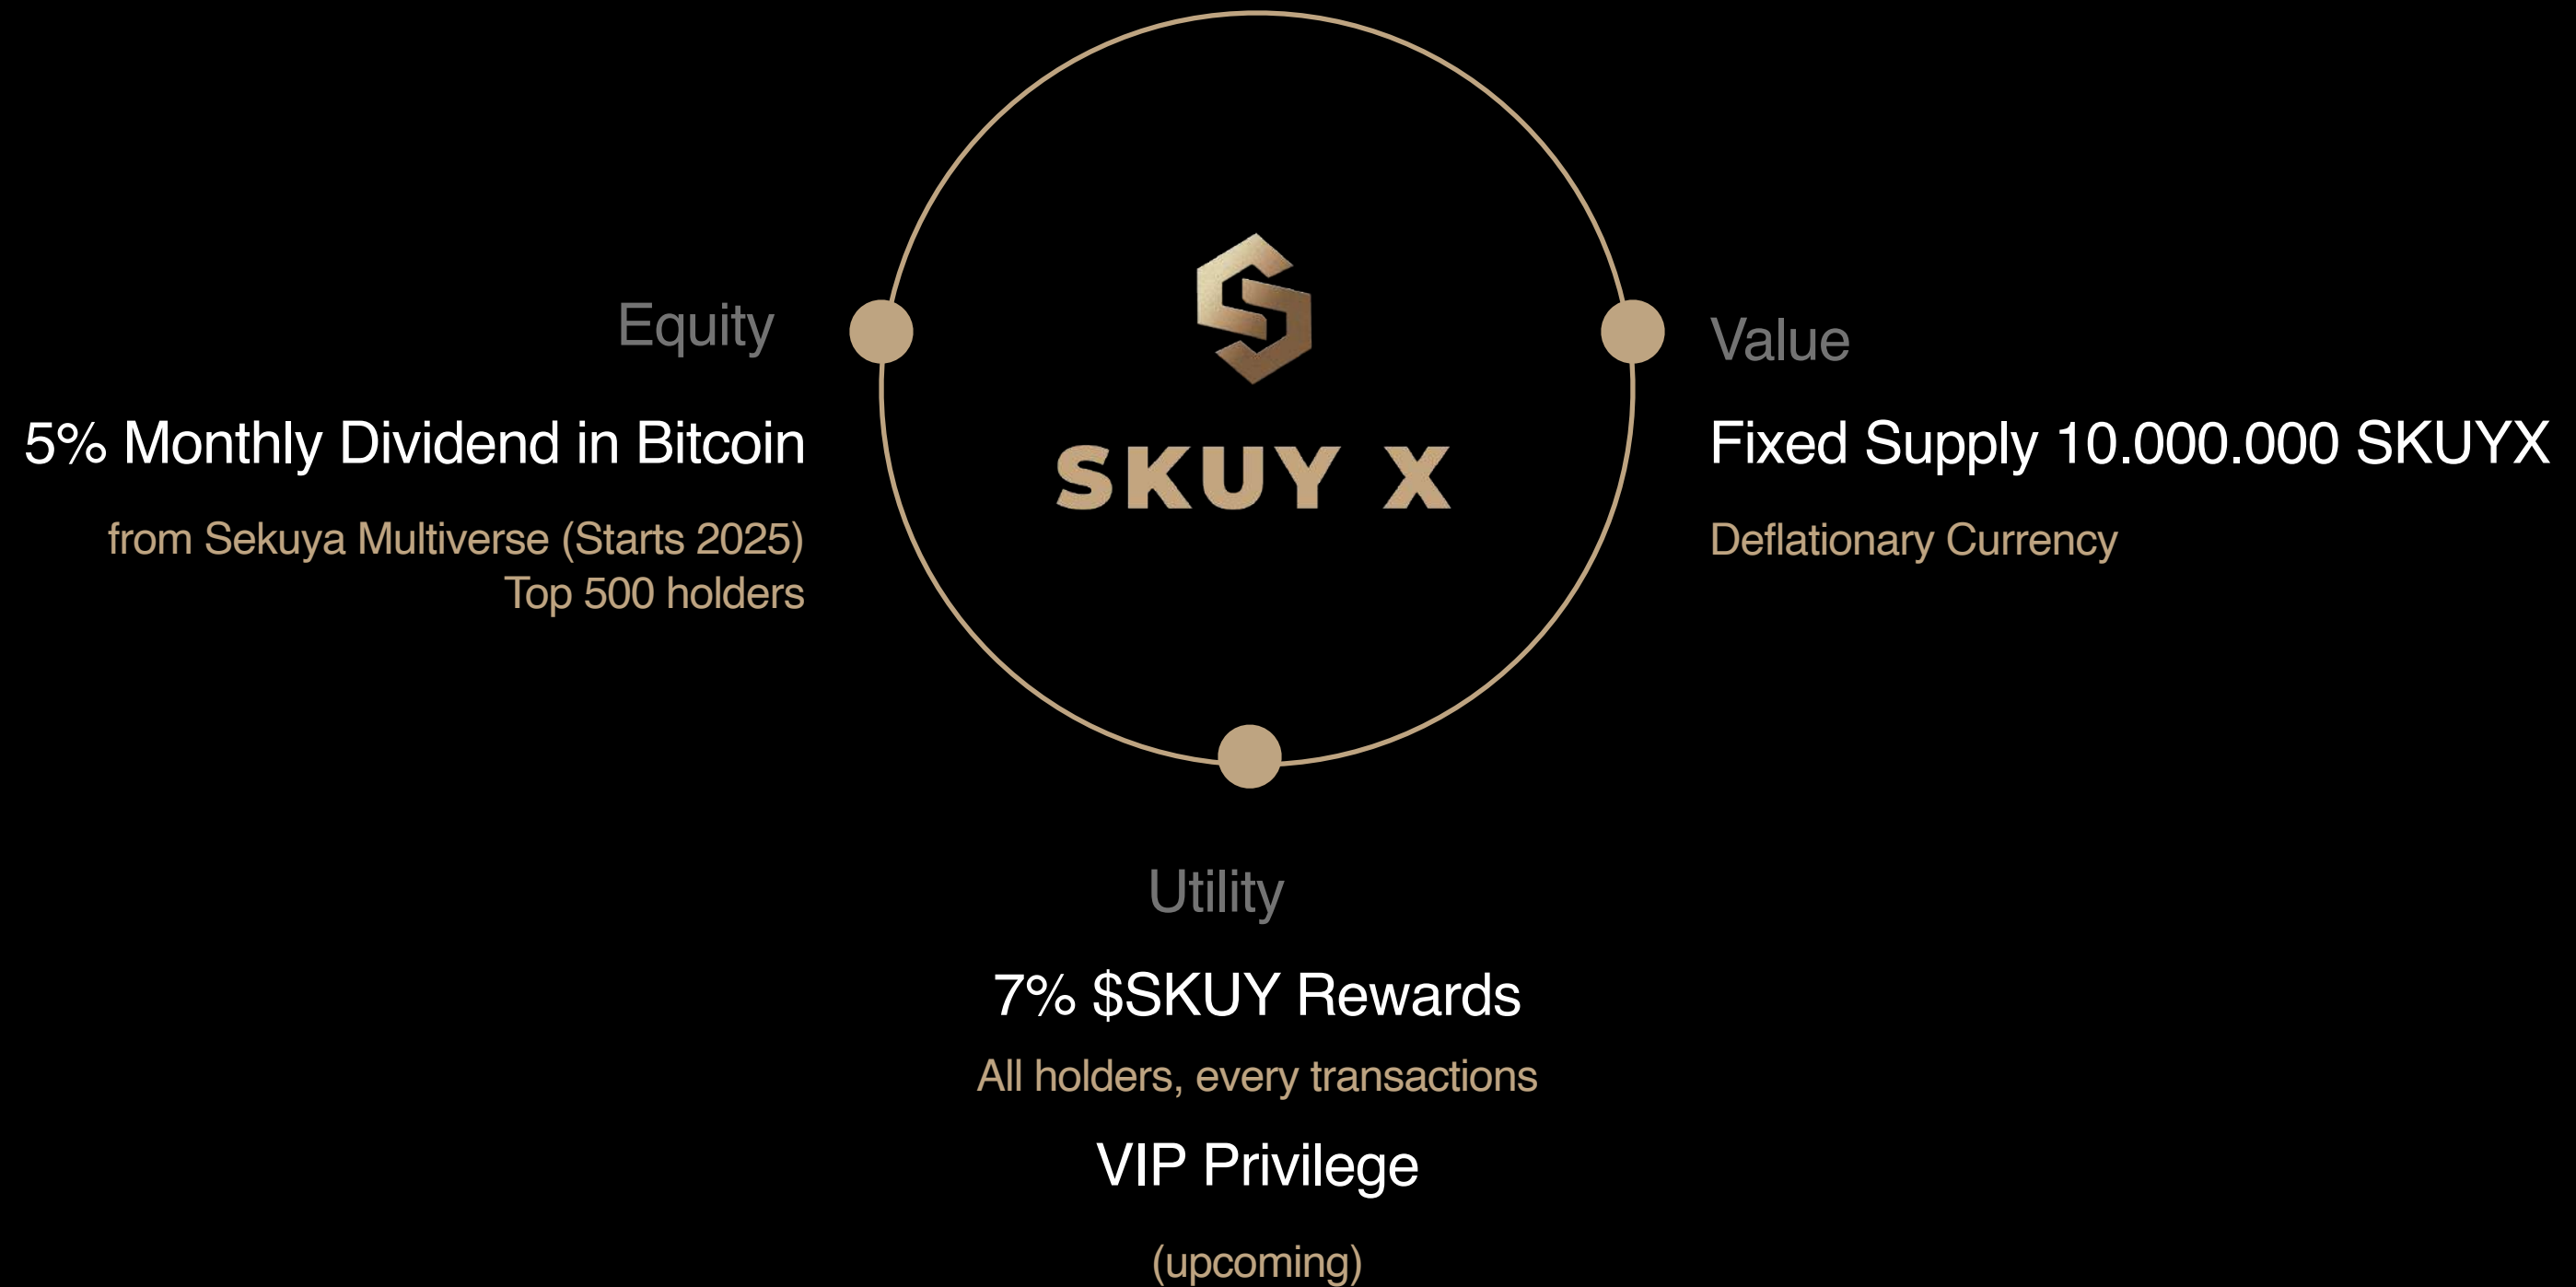 SKUY X
Equity
5% Monthly Dividend in Bitcoin
from Sekuya Multiverse (Starts 2025)
Top 500 holders
Value
Fixed Supply 10.000.000 SKUYX
Deflationary Currency
Utility
7% $SKUY Rewards
All holders, every transactions
VIP Privilege
(upcoming)